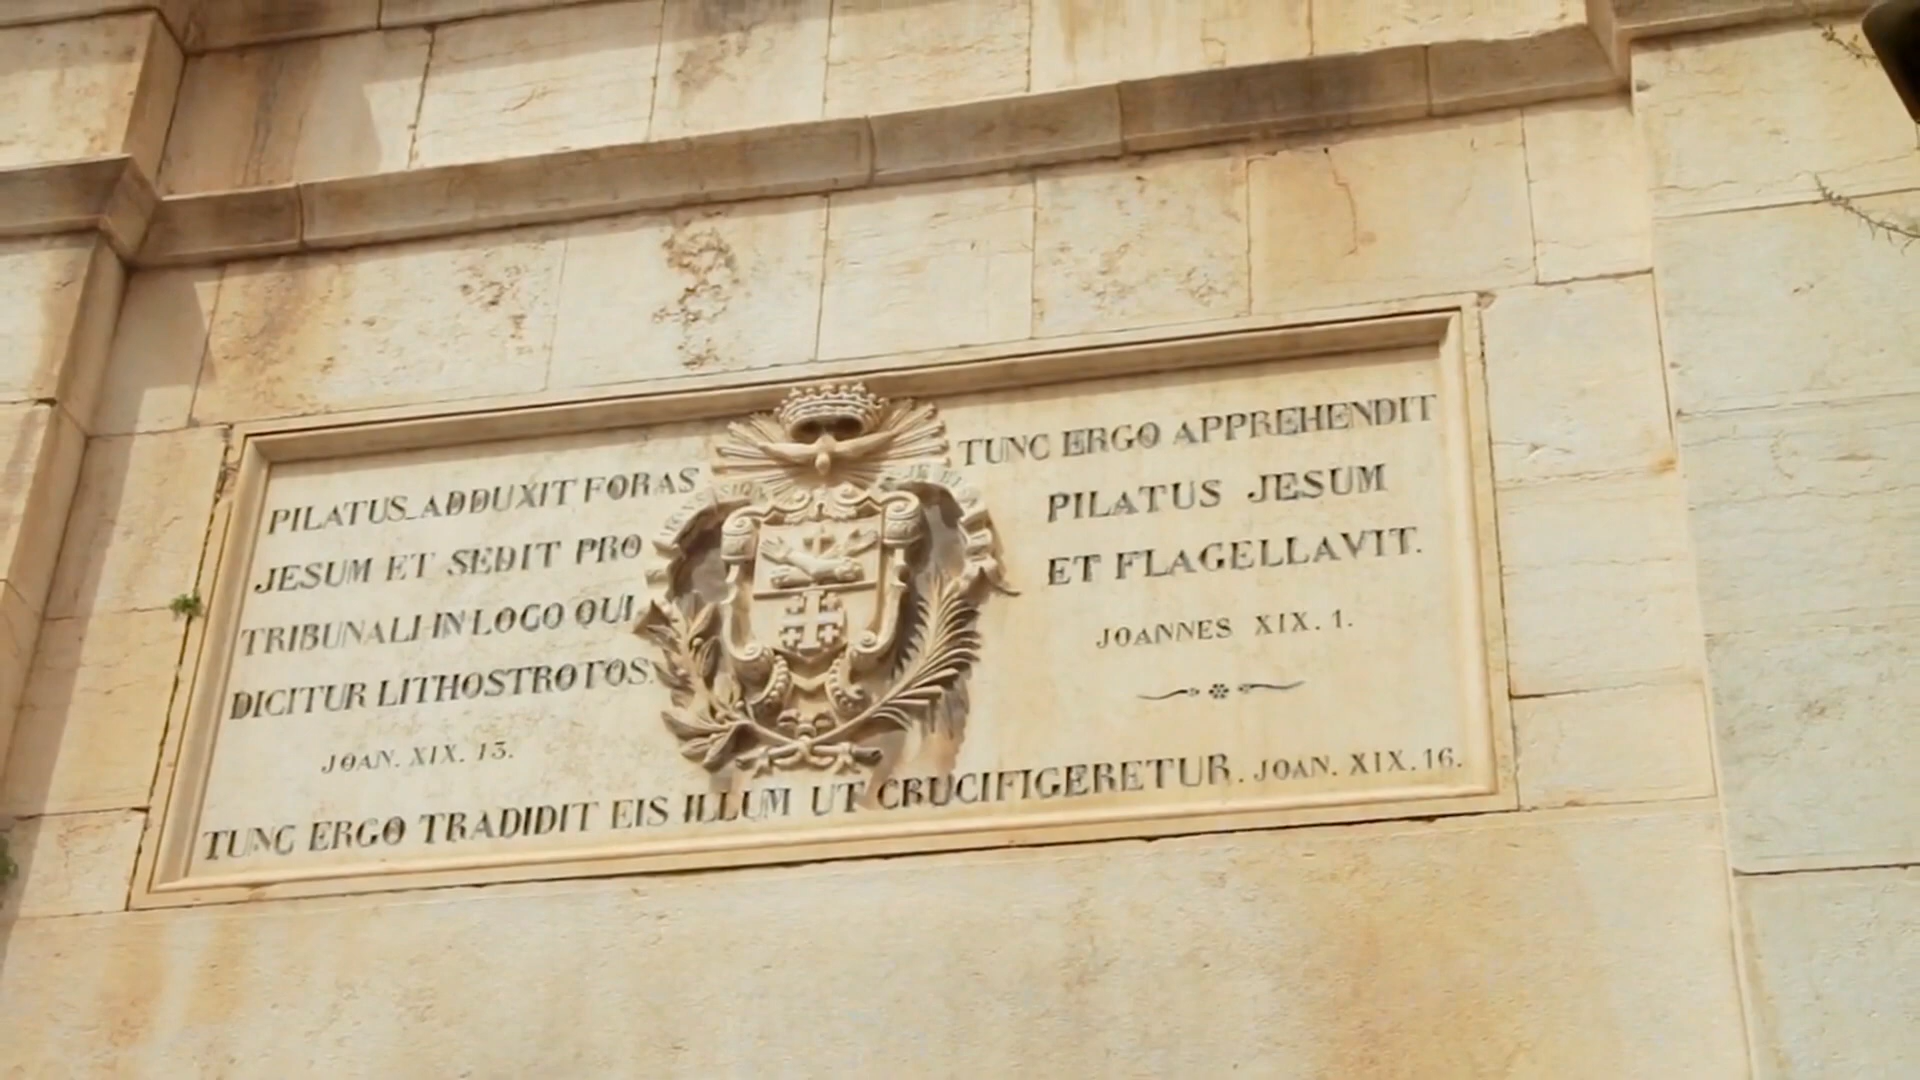 PILATUS ADDUXIT FORAS
JESUM ET SEDIT PRO
TRIBUNALI IN LOCO QUI
DICITUR LITHOSTROTOS.
JOAN. XIX. 13.
TUNC ERGO APPREHENDIT
PILATUS JESUM
ET FLAGELLAVIT.
JOANNES XIX. 1.
TUNC ERGO TRADIDIT EIS ILLUM UT CRUCIFIGERETUR. JOAN. XIX. 16.